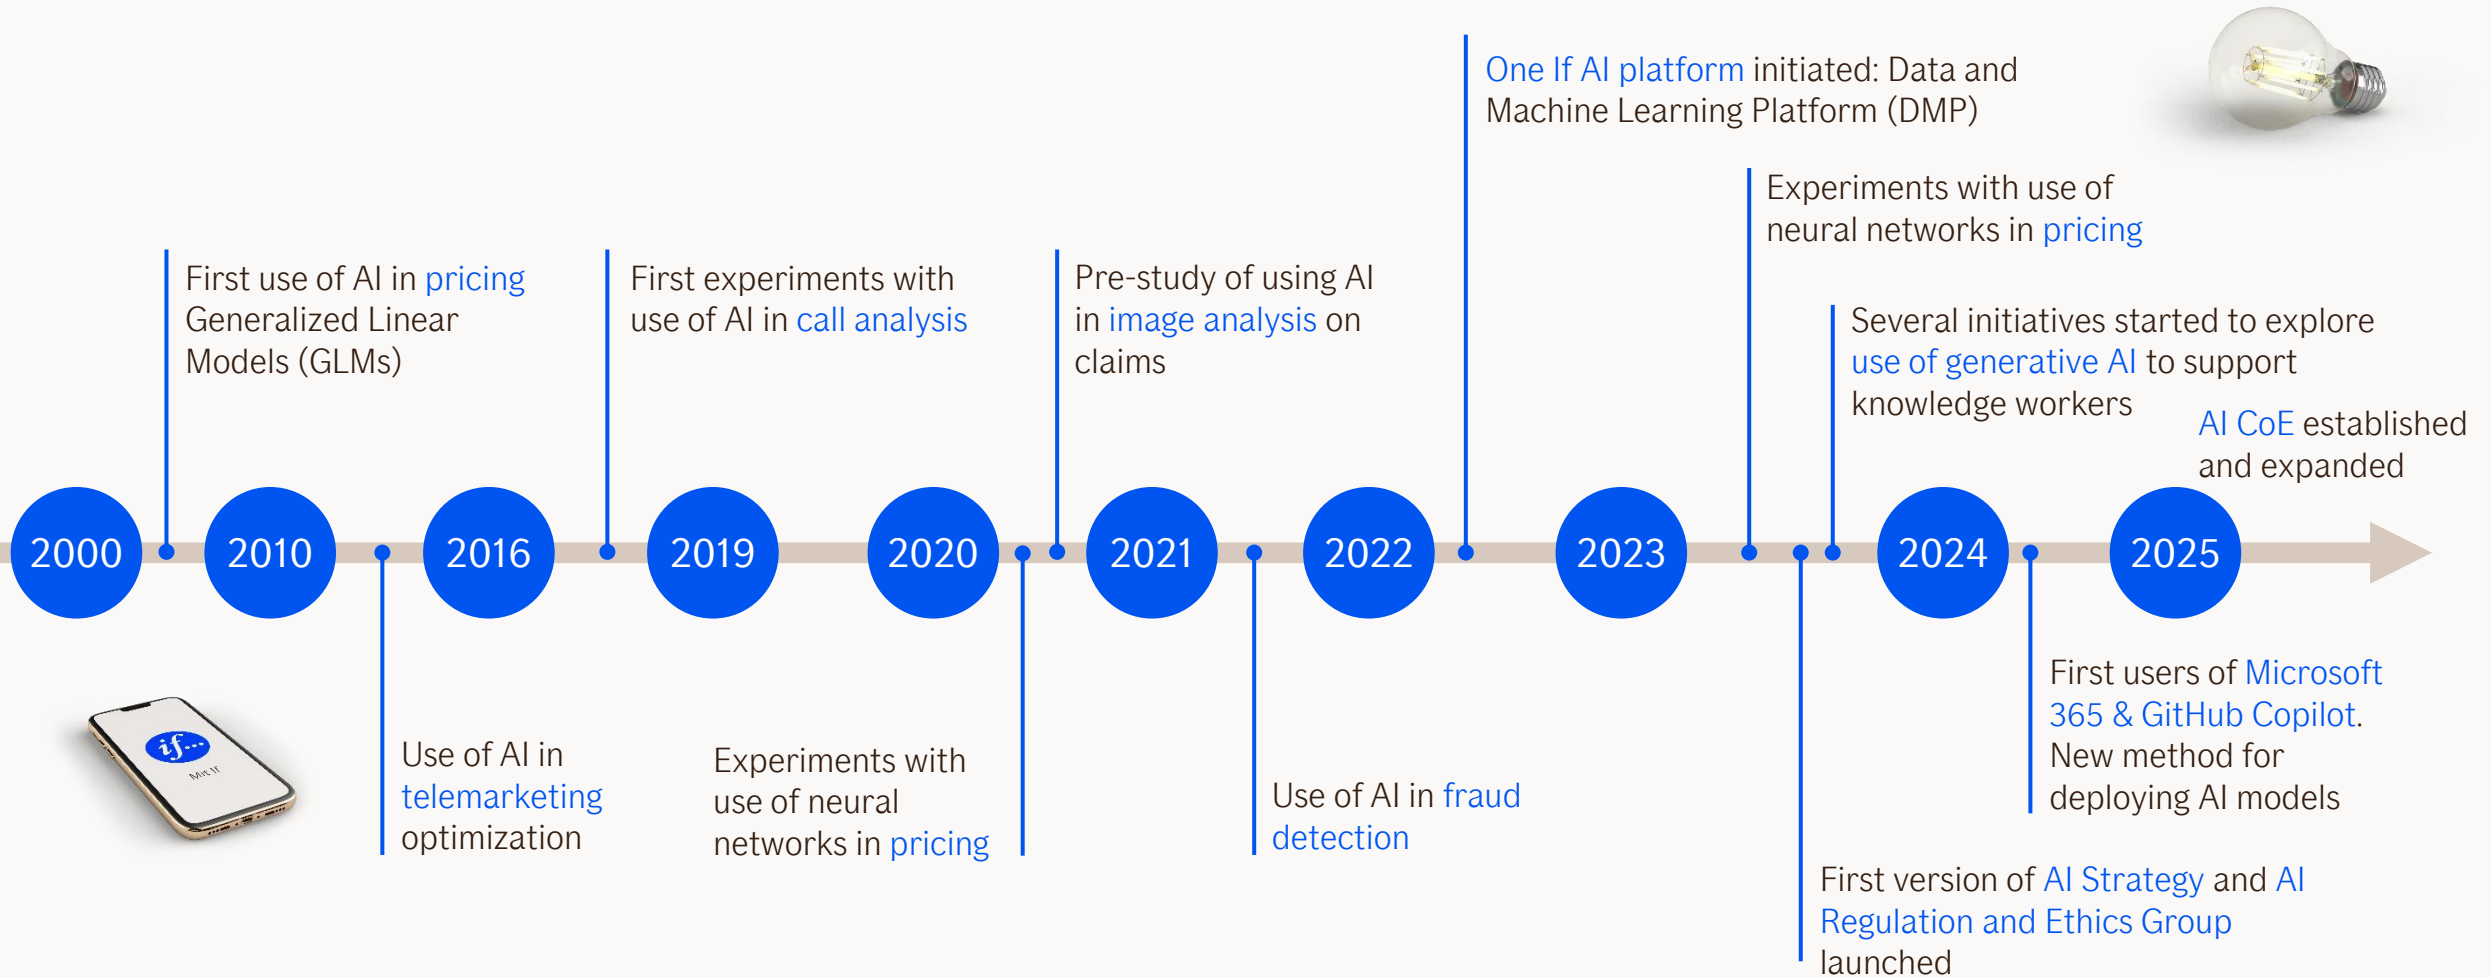 One If AI platform initiated: Data and
Machine Learning Platform (DMP)
Experiments with use of
neural networks in pricing
First use of AI in pricing
Generalized Linear
Models (GLMs)
First experiments with
use of AI in call analysis
Pre-study of using AI
in image analysis on
claims
Several initiatives started to explore
use of generative AI to support
knowledge workers
AI CoE established
and expanded
2000
2010
2016
2019
2020
2021
2022
2023
2024
2025
if...
Mit If
Use of AI in
telemarketing
optimization
Experiments with
use of neural
networks in pricing
Use of AI in fraud
detection
First users of Microsoft
365 & GitHub Copilot.
New method for
deploying AI models
First version of AI Strategy and AI
Regulation and Ethics Group
launched